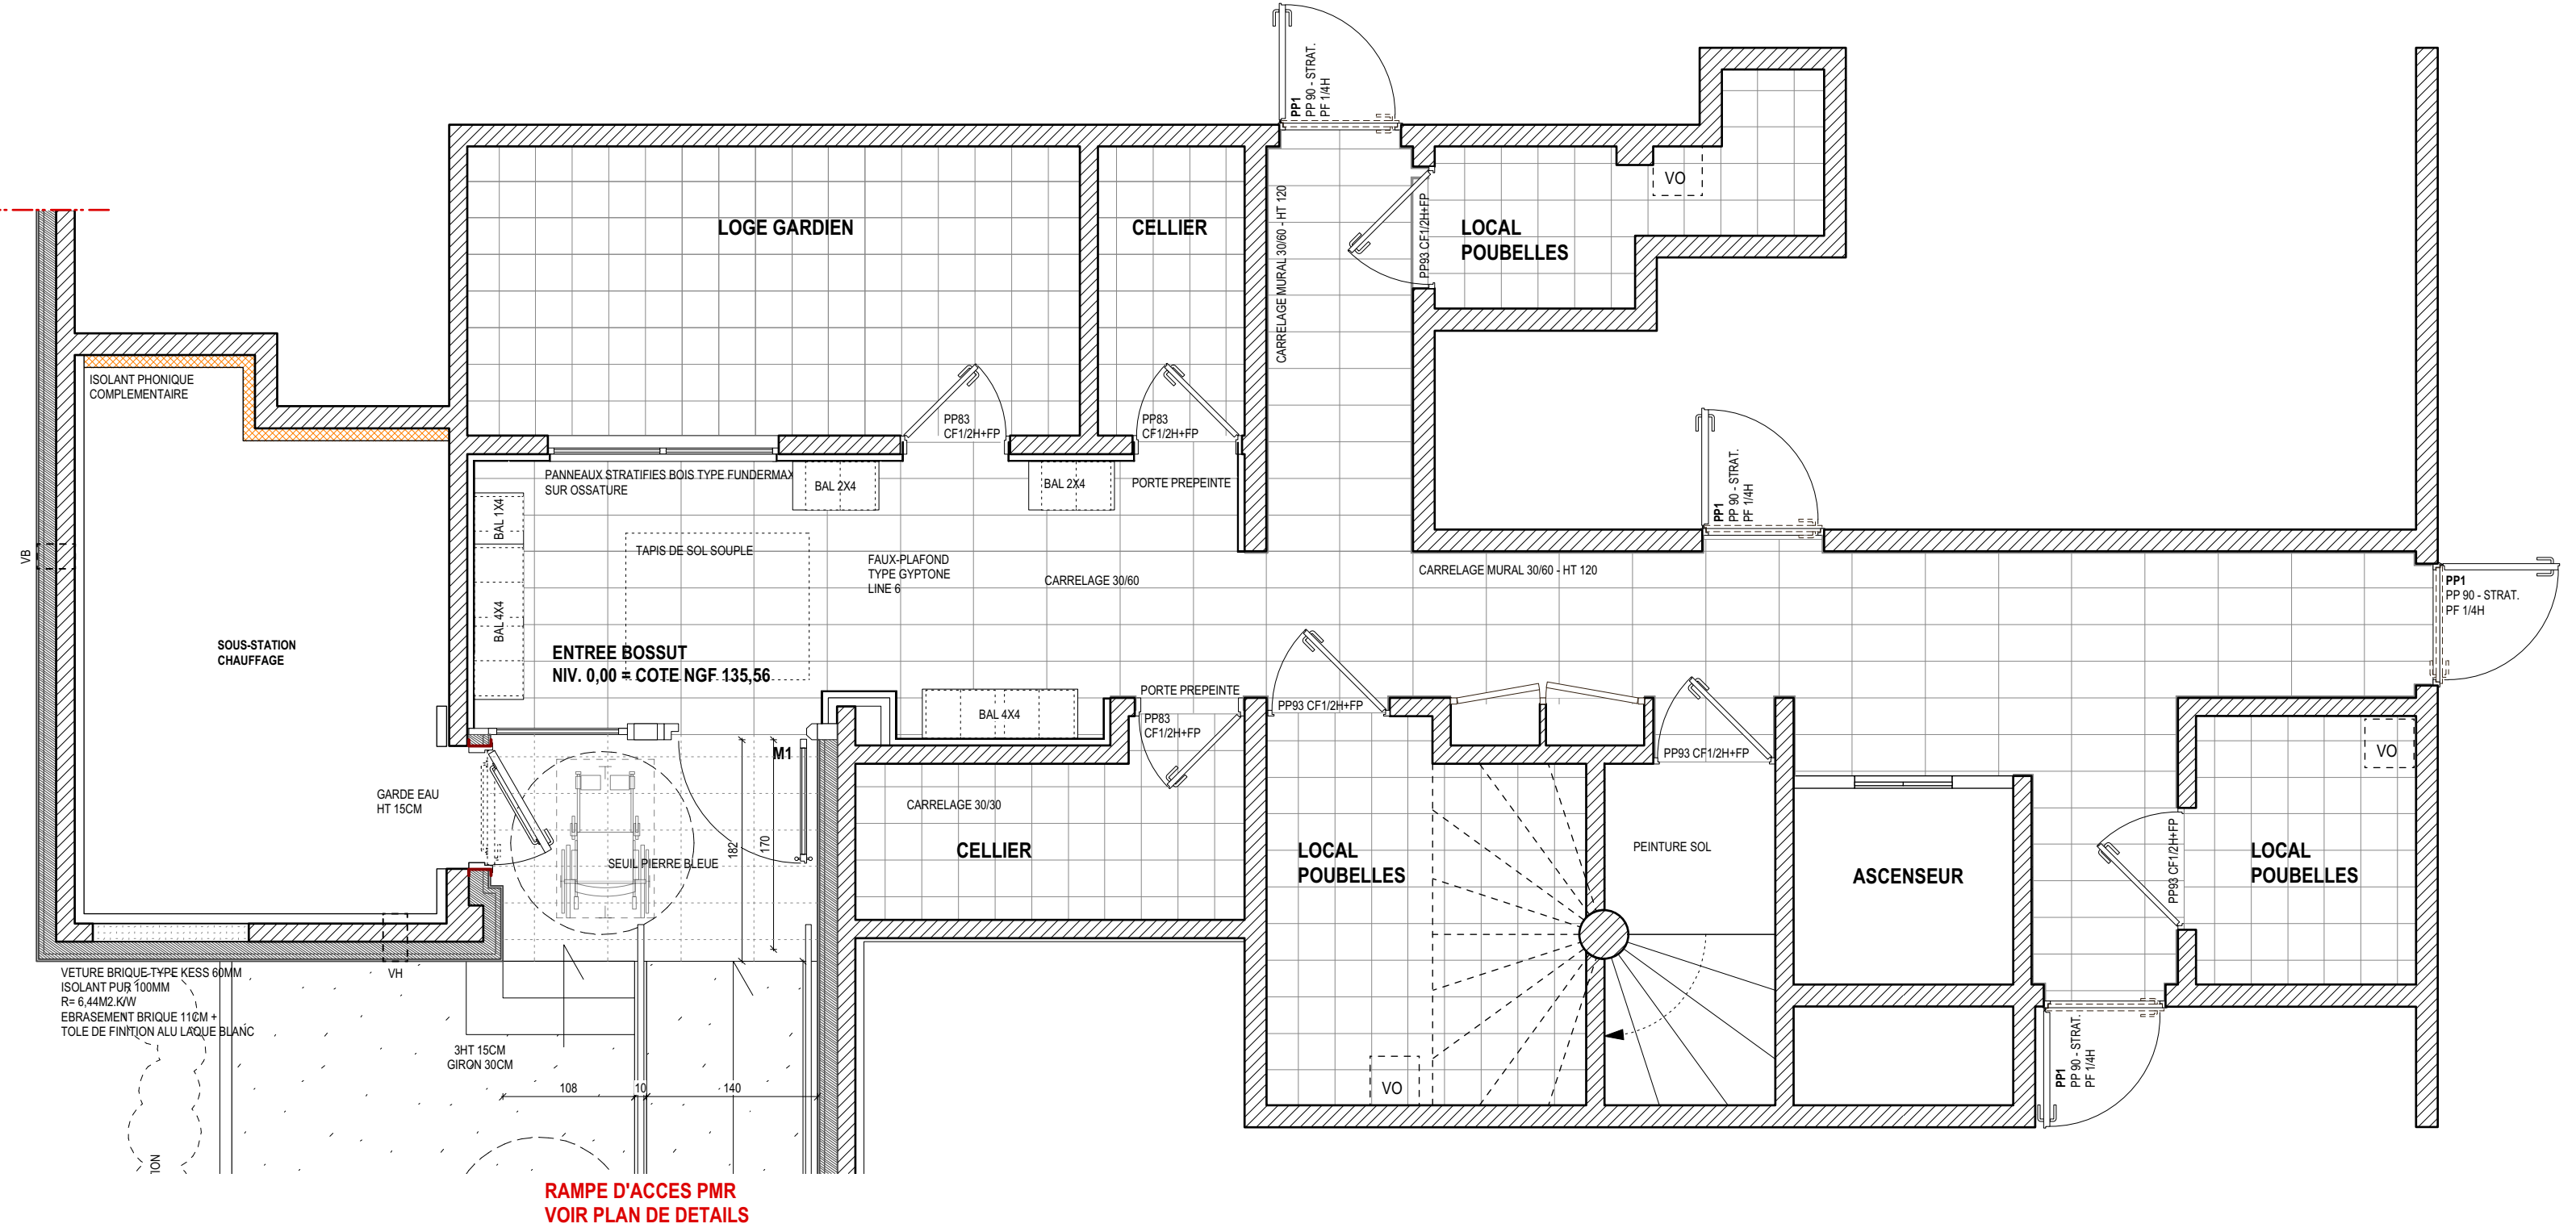 PP1
PP 90 - STRAT.
PF 1/4H
LOGE GARDIEN
CELLIER
CARRELAGE MURAL 30/60 - HT 120
PP93 CF1/2H+FP
LOCAL
POUBELLES
VO
ISOLANT PHONIQUE
COMPLEMENTAIRE
PP83
CF1/2H+FP
PP83
CF1/2H+FP
PANNEAUX STRATIFIES BOIS TYPE FUNDERMAX
SUR OSSATURE
BAL 2X4
BAL 2X4
PORTE PREPEINTE
PP1
PP 90 - STRAT.
PF 1/4H
BAL 1X4
BAL 4X4
VB
TAPIS DE SOL SOUPLE
FAUX-PLAFOND
TYPE GYPTONE
LINE 6
CARRELAGE 30/60
CARRELAGE MURAL 30/60 - HT 120
PP1
PP 90 - STRAT.
PF 1/4H
SOUS-STATION
CHAUFFAGE
ENTREE BOSSUT
NIV. 0,00 = COTE NGF 135,56
BAL 4X4
PORTE PREPEINTE
PP83
CF1/2H+FP
PP93 CF1/2H+FP
PP93 CF1/2H+FP
VO
M1
GARDE EAU
HT 15CM
SEUIL PIERRE BLEUE
182
170
CARRELAGE 30/30
CELLIER
LOCAL
POUBELLES
PEINTURE SOL
ASCENSEUR
PP93 CF1/2H+FP
LOCAL
POUBELLES
VETURE BRIQUE TYPE KESS 60MM
ISOLANT PUR 100MM
R= 6,44M2.K/W
EBRASEMENT BRIQUE 11CM +
TOLE DE FINITION ALU LAQUE BLANC
VH
3HT 15CM
GIRON 30CM
108
10
140
VO
PP1
PP 90 - STRAT.
PF 1/4H
ION
RAMPE D'ACCES PMR
VOIR PLAN DE DETAILS